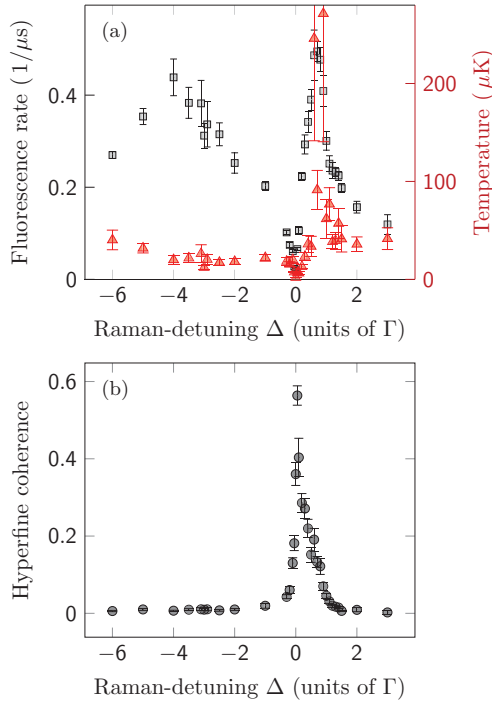 (a)
Fluorescence rate (1/μs)
0.4
0.2
0
200
100
0
Temperature (μK)
−6 −4 −2 0 2
Raman-detuning Δ (units of Γ)
(b)
Hyperfine coherence
0.6
0.4
0.2
0
−6 −4 −2 0 2
Raman-detuning Δ (units of Γ)